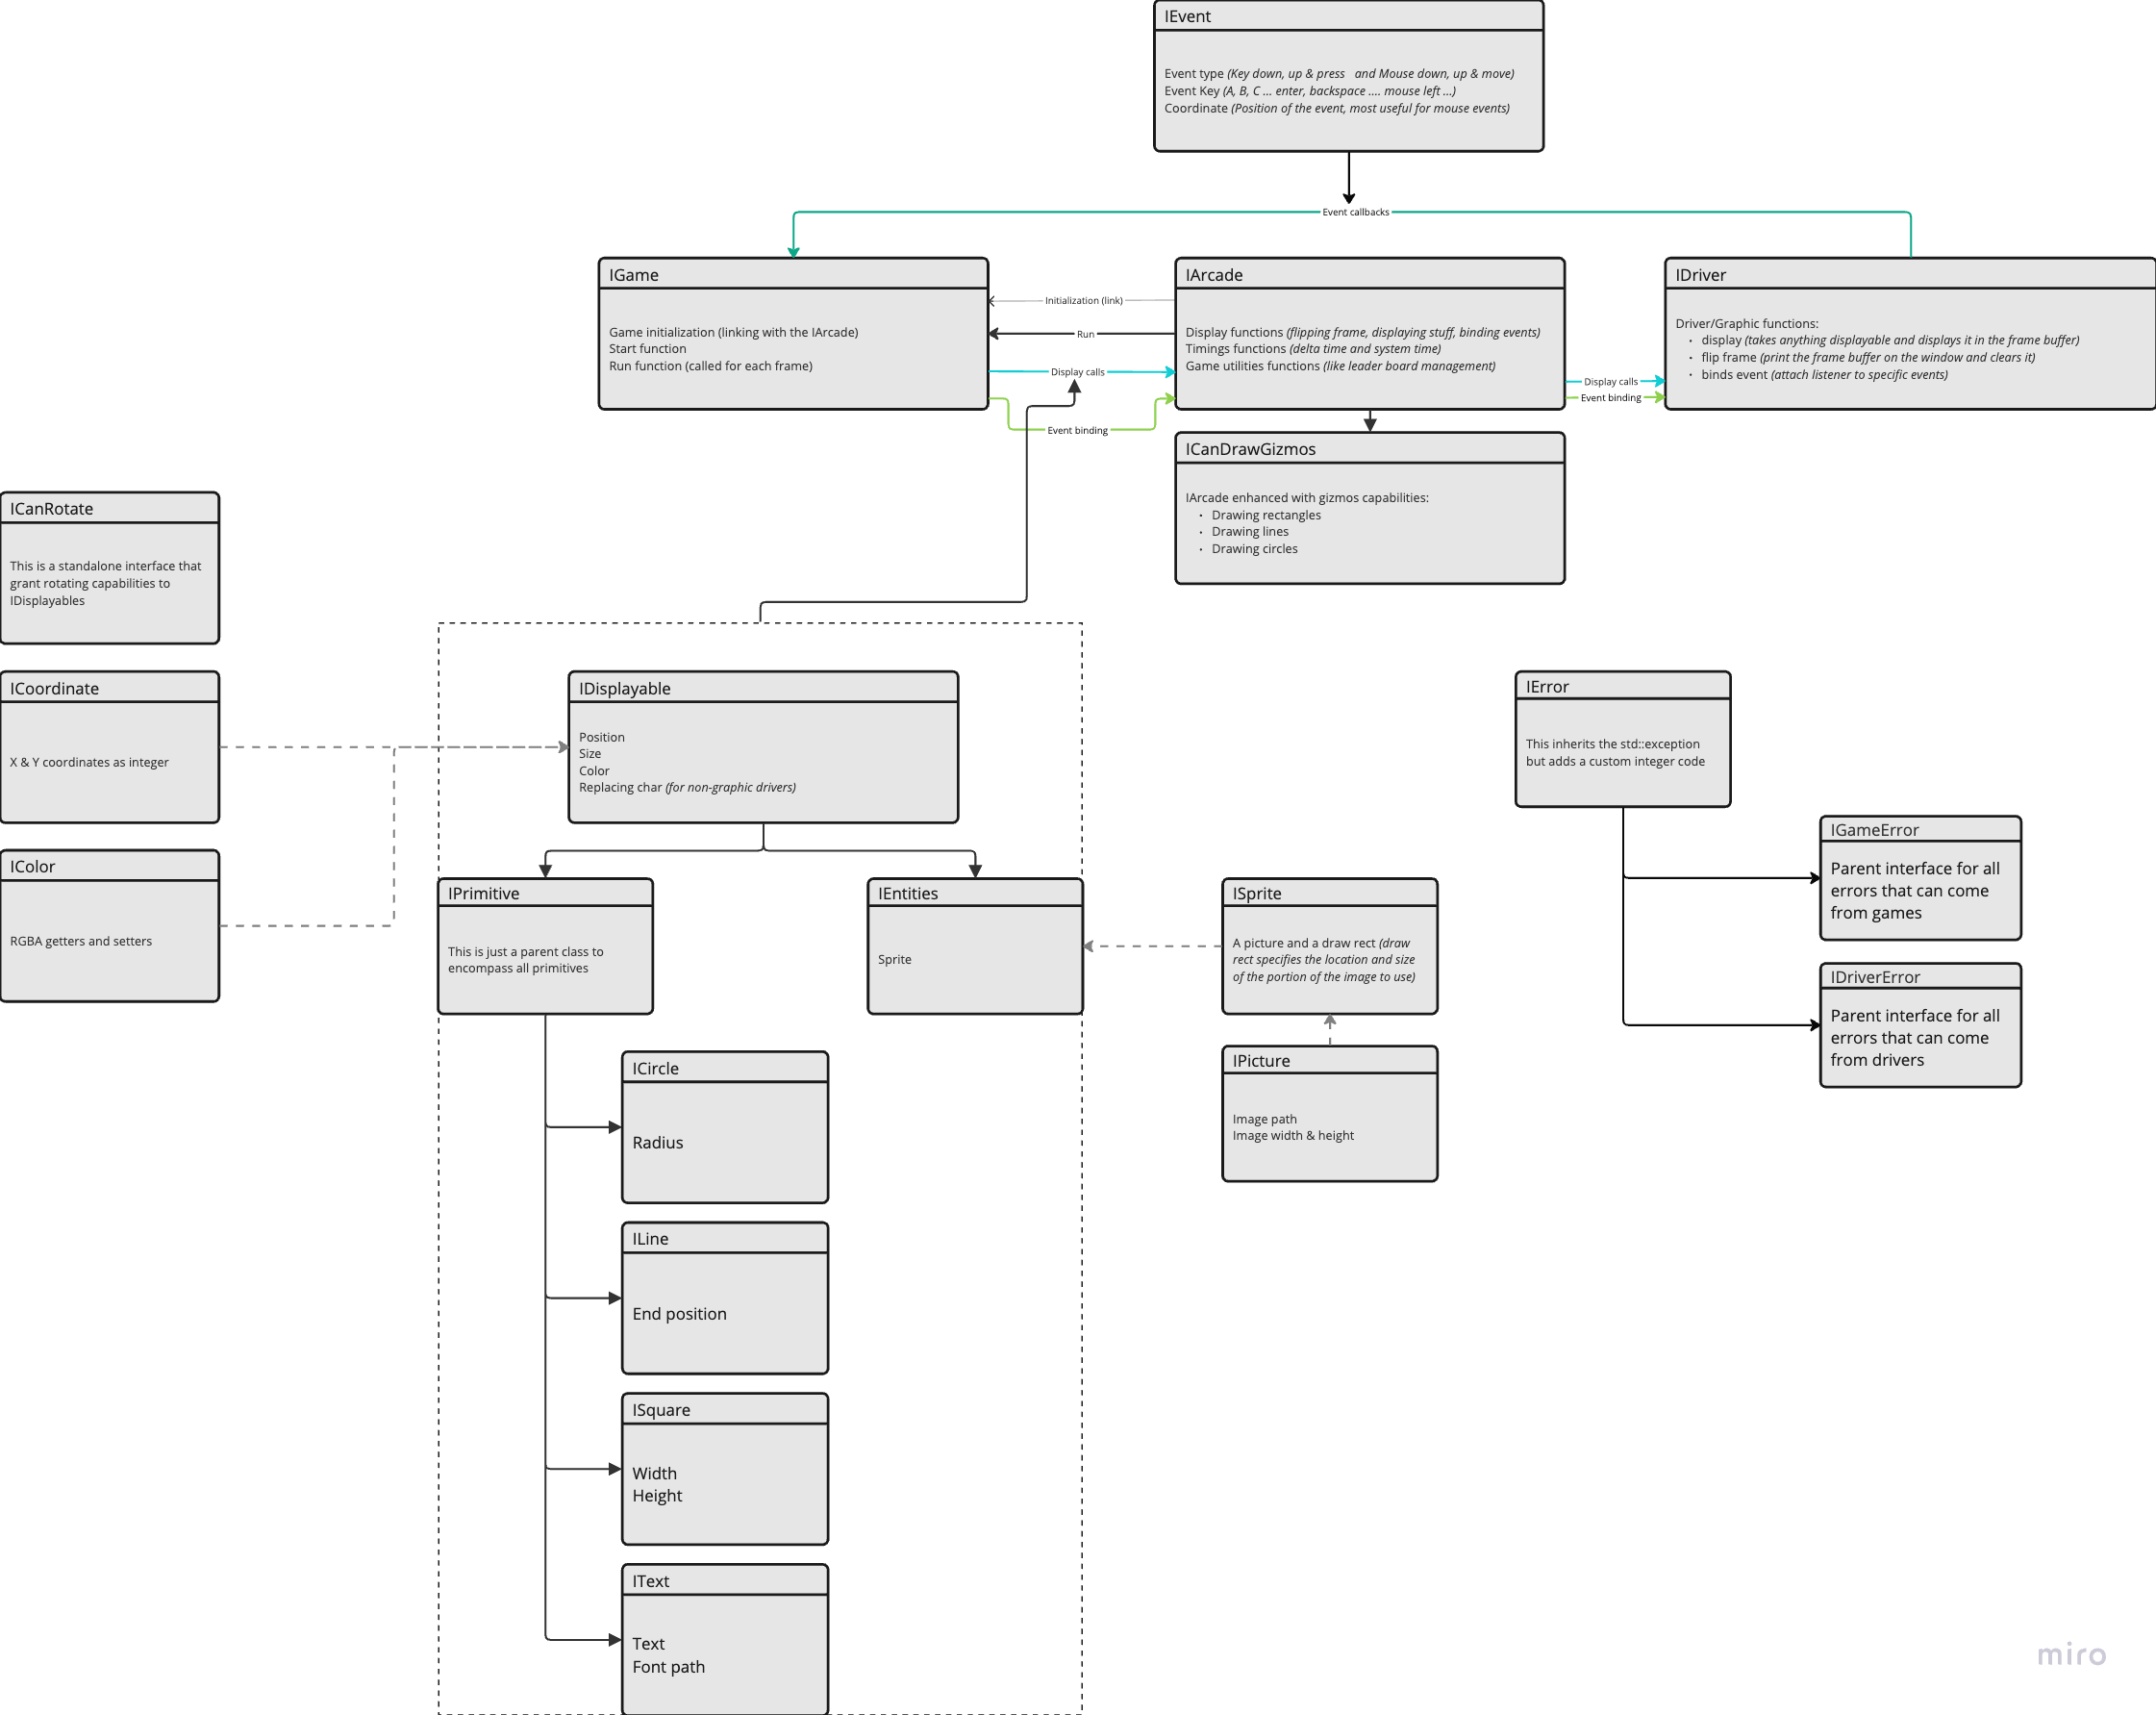 IEvent
Event type (Key down, up & press and Mouse down, up & move)
Event Key (A, B, C ... enter, backspace .... mouse left ...)
Coordinate (Position of the event, most useful for mouse events)
Event callbacks
IGame
Game initialization (linking with the IArcade)
Start function
Run function (called for each frame)
Initialization (link)
Run
Display calls
Event binding
IArcade
Display functions (flipping frame, displaying stuff, binding events)
Timings functions (delta time and system time)
Game utilities functions (like leader board management)
Display calls
Event binding
IDriver
Driver/Graphic functions:
• display (takes anything displayable and displays it in the frame buffer)
• flip frame (print the frame buffer on the window and clears it)
• binds event (attach listener to specific events)
ICanDrawGizmos
IArcade enhanced with gizmos capabilities:
• Drawing rectangles
• Drawing lines
• Drawing circles
ICanRotate
This is a standalone interface that
grant rotating capabilities to
IDisplayables
ICoordinate
X & Y coordinates as integer
IColor
RGBA getters and setters
IDisplayable
Position
Size
Color
Replacing char (for non-graphic drivers)
IPrimitive
This is just a parent class to
encompass all primitives
IEntities
Sprite
ISprite
A picture and a draw rect (draw
rect specifies the location and size
of the portion of the image to use)
IPicture
Image path
Image width & height
IError
This inherits the std::exception
but adds a custom integer code
IGameError
Parent interface for all
errors that can come
from games
IDriverError
Parent interface for all
errors that can come
from drivers
ICircle
Radius
ILine
End position
ISquare
Width
Height
IText
Text
Font path
miro